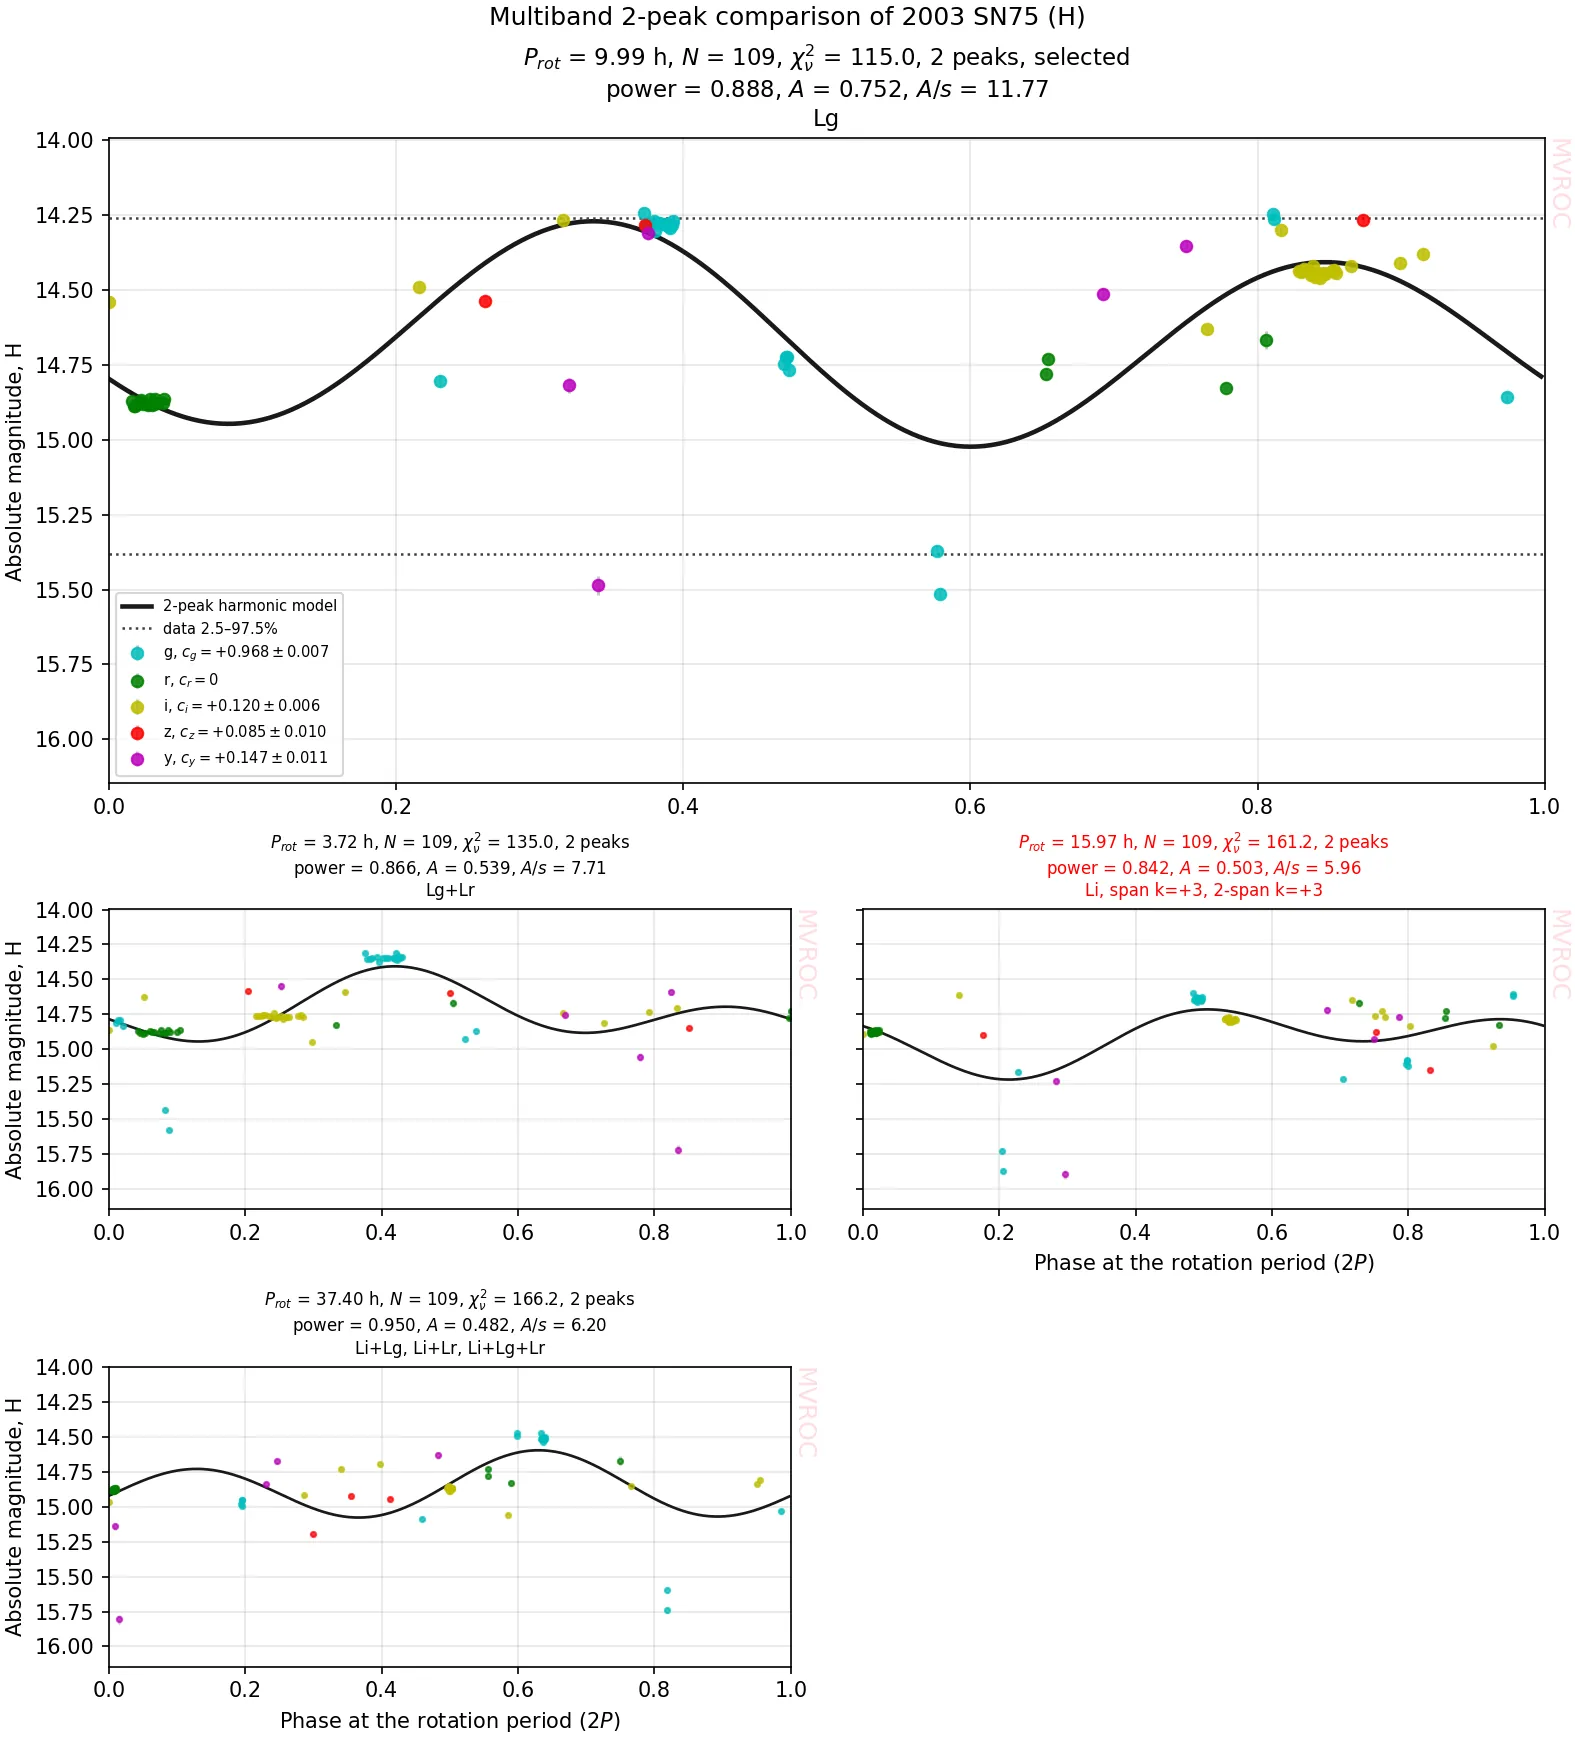 Multiband 2-peak comparison of 2003 SN75 (H)
P_rot = 9.99 h, N = 109, χ²_ν = 115.0, 2 peaks, selected
power = 0.888, A = 0.752, A/s = 11.77
Lg
14.00
14.25
14.50
14.75
15.00
15.25
15.50
15.75
16.00
Absolute magnitude, H
2-peak harmonic model
data 2.5–97.5%
g, c_g = +0.968 ± 0.007
r, c_r = 0
i, c_i = +0.120 ± 0.006
z, c_z = +0.085 ± 0.010
y, c_y = +0.147 ± 0.011
MVROC
0.0 0.2 0.4 0.6 0.8 1.0
P_rot = 3.72 h, N = 109, χ²_ν = 135.0, 2 peaks
power = 0.866, A = 0.539, A/s = 7.71
Lg+Lr
14.00
14.25
14.50
14.75
15.00
15.25
15.50
15.75
16.00
Absolute magnitude, H
MVROC
0.0 0.2 0.4 0.6 0.8 1.0
P_rot = 15.97 h, N = 109, χ²_ν = 161.2, 2 peaks
power = 0.842, A = 0.503, A/s = 5.96
Li, span k=+3, 2-span k=+3
MVROC
0.0 0.2 0.4 0.6 0.8 1.0
Phase at the rotation period (2P)
P_rot = 37.40 h, N = 109, χ²_ν = 166.2, 2 peaks
power = 0.950, A = 0.482, A/s = 6.20
Li+Lg, Li+Lr, Li+Lg+Lr
14.00
14.25
14.50
14.75
15.00
15.25
15.50
15.75
16.00
Absolute magnitude, H
MVROC
0.0 0.2 0.4 0.6 0.8 1.0
Phase at the rotation period (2P)